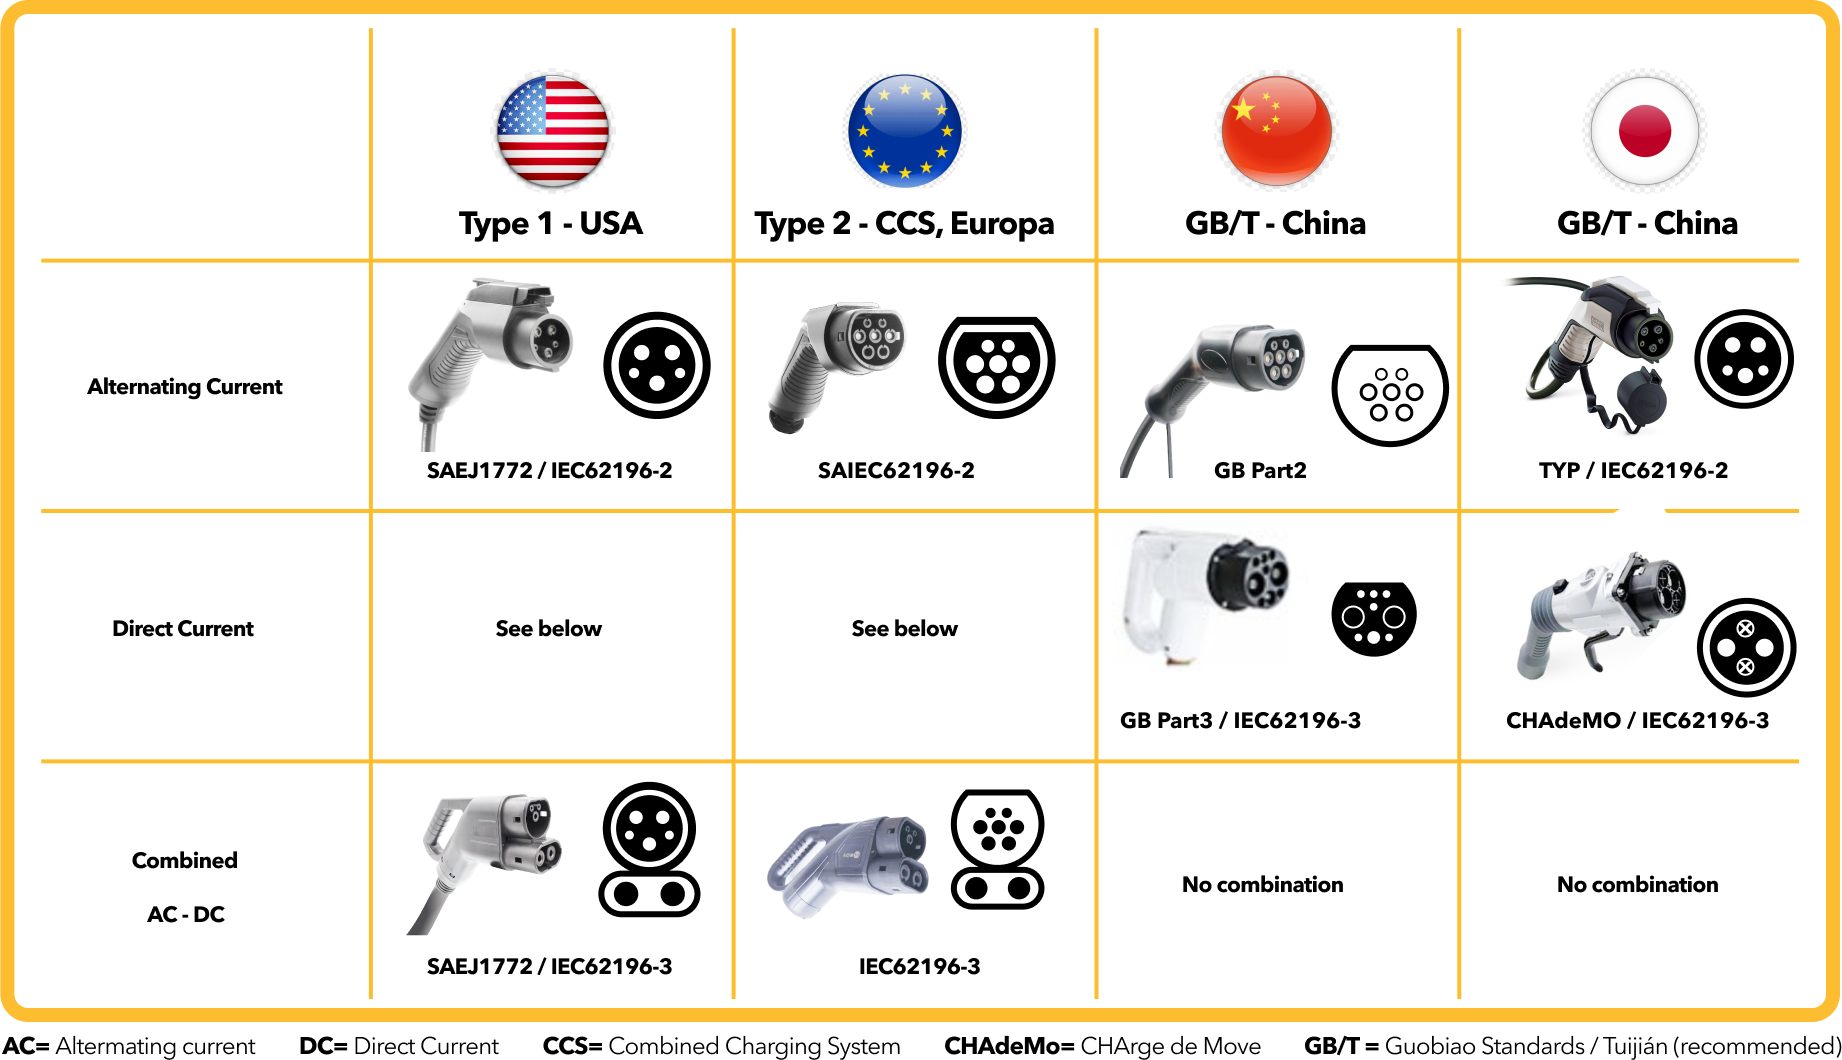 Type 1 - USA
Type 2 - CCS, Europa
GB/T - China
GB/T - China
Alternating Current
SAEJ1772 / IEC62196-2
SAIEC62196-2
GB Part2
TYP / IEC62196-2
Direct Current
See below
See below
GB Part3 / IEC62196-3
CHAdeMO / IEC62196-3
Combined
AC - DC
No combination
No combination
SAEJ1772 / IEC62196-3
IEC62196-3
AC= Altermating current DC= Direct Current CCS= Combined Charging System CHAdeMo= CHArge de Move GB/T = Guobiao Standards / Tuijián (recommended)